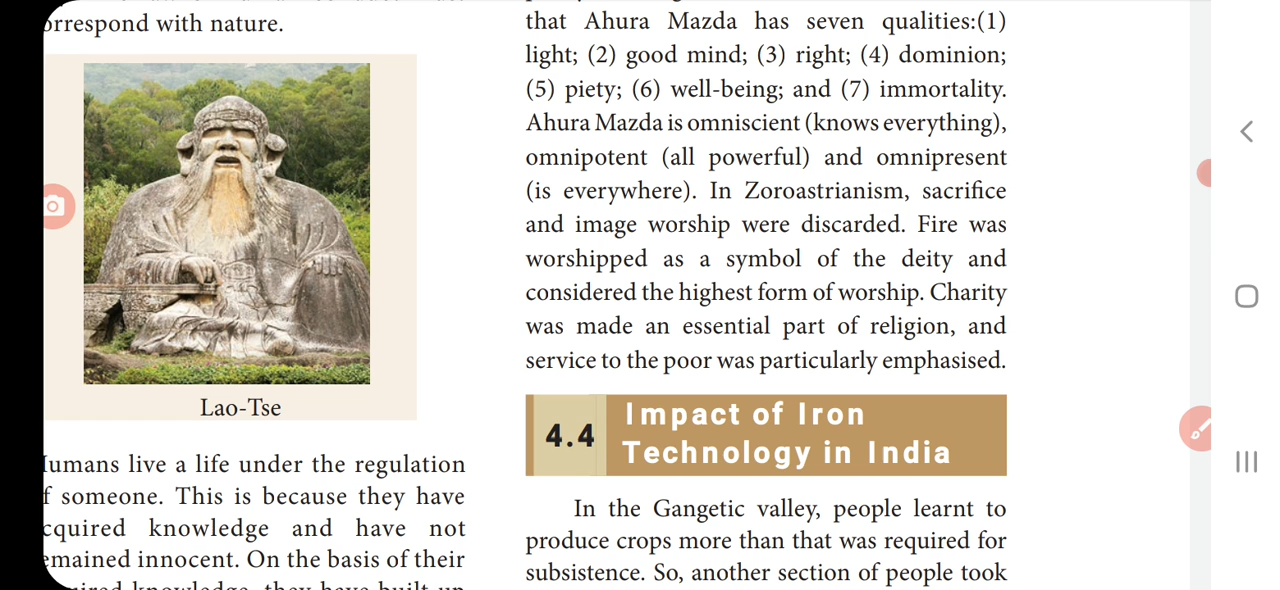 orrespond with nature.
Lao-Tse
umans live a life under the regulation
f someone. This is because they have
cquired knowledge and have not
emained innocent. On the basis of their
they have built up
that Ahura Mazda has seven qualities:(1)
light; (2) good mind; (3) right; (4) dominion;
(5) piety; (6) well-being; and (7) immortality.
Ahura Mazda is omniscient (knows everything),
omnipotent (all powerful) and omnipresent
(is everywhere). In Zoroastrianism, sacrifice
and image worship were discarded. Fire was
worshipped as a symbol of the deity and
considered the highest form of worship. Charity
was made an essential part of religion, and
service to the poor was particularly emphasised.
4.4 Impact of Iron
Technology in India
In the Gangetic valley, people learnt to
produce crops more than that was required for
subsistence. So, another section of people took